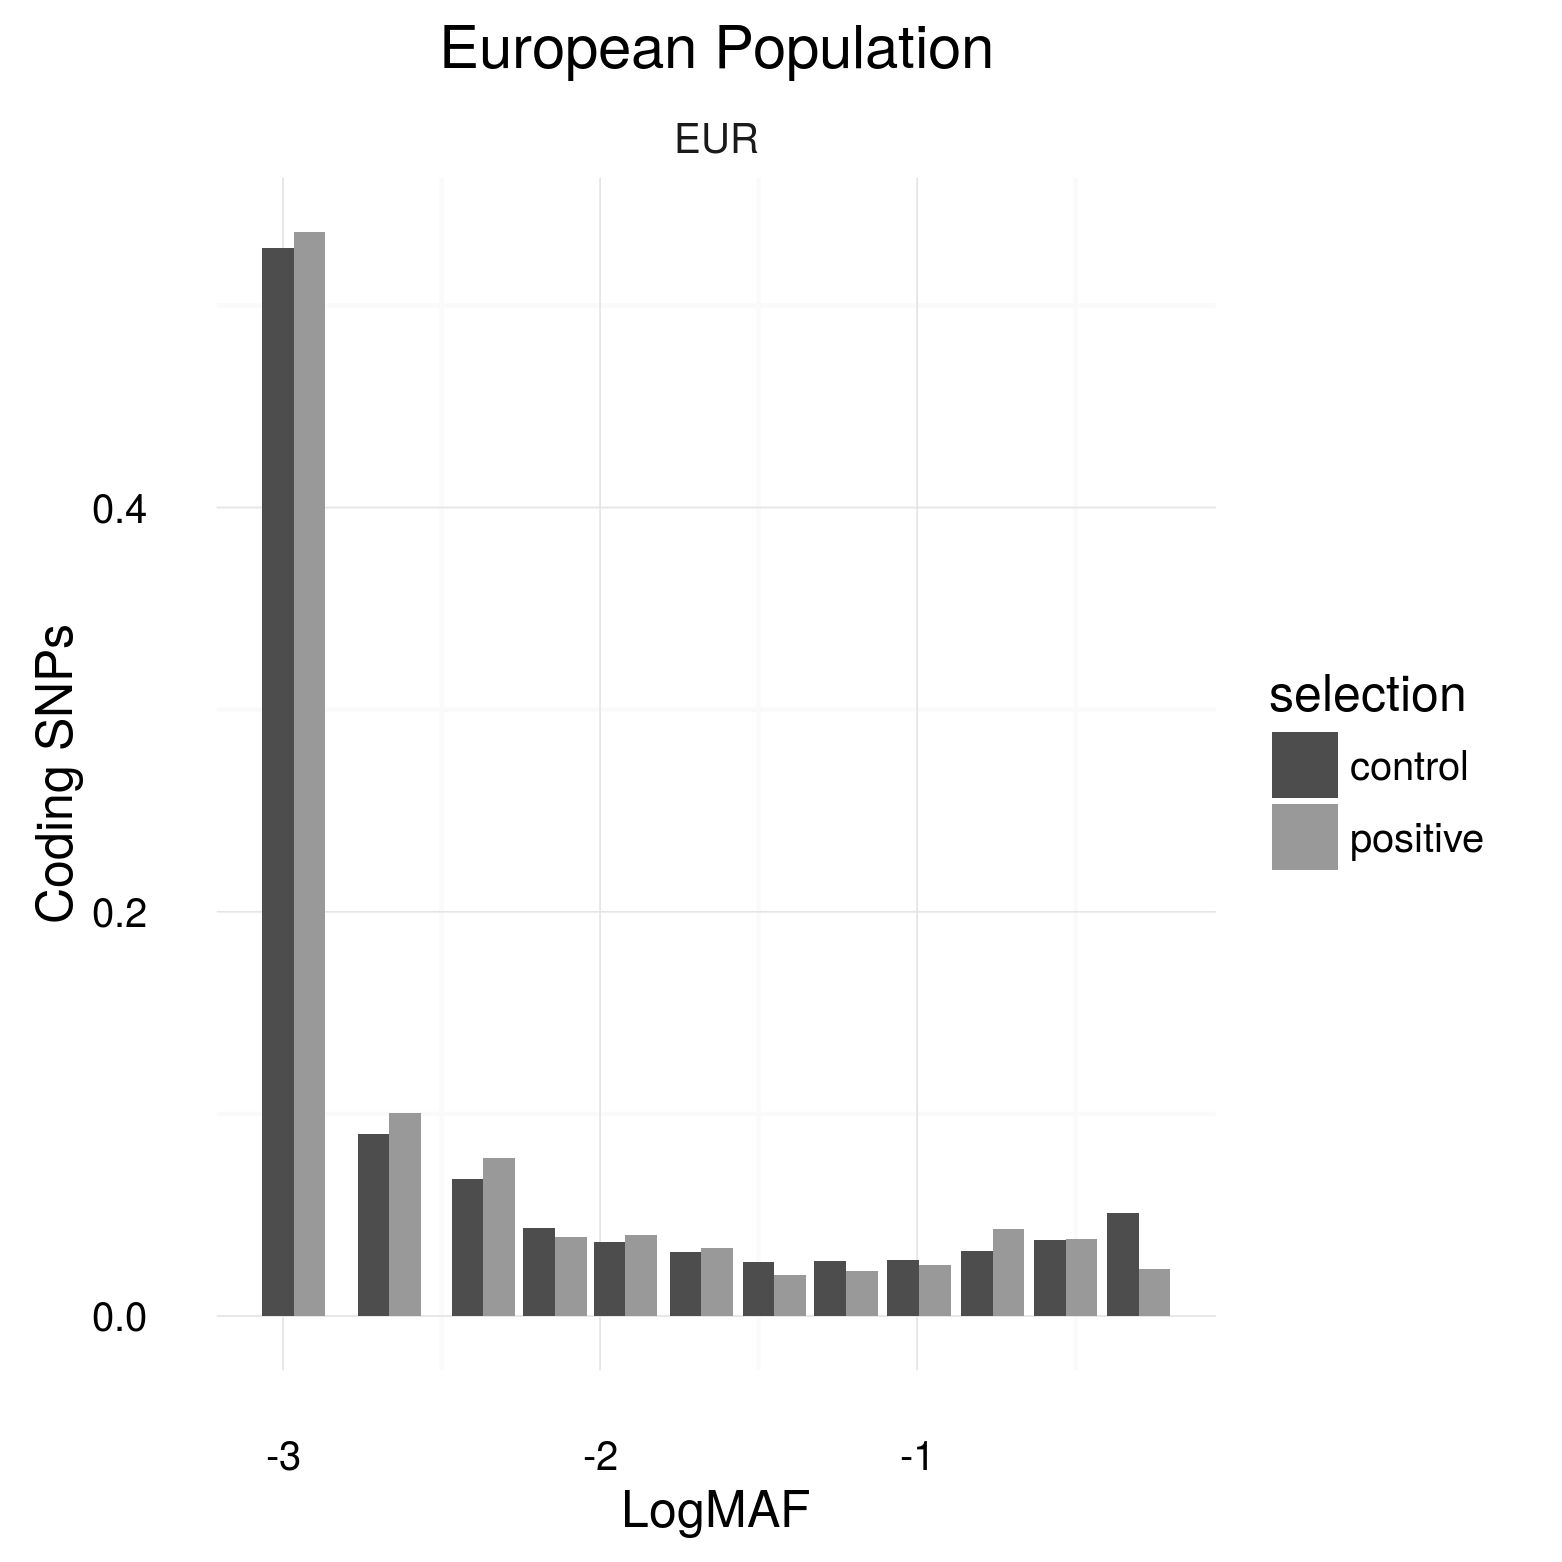 European Population
EUR
Coding SNPs
0.4
0.2
0.0
-3
-2
-1
LogMAF
selection
control
positive